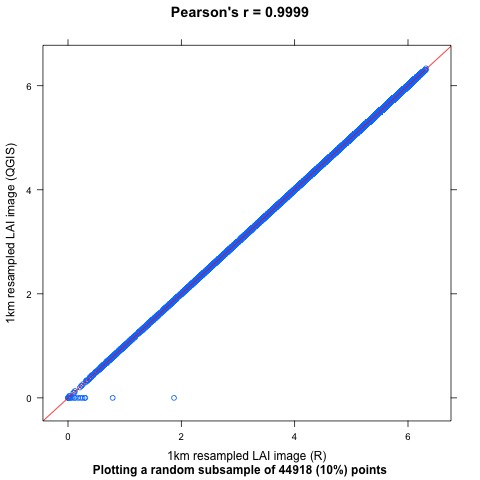 Pearson's r = 0.9999
6
4
2
0
1km resampled LAI image (QGIS)
0 2 4 6
1km resampled LAI image (R)
Plotting a random subsample of 44918 (10%) points